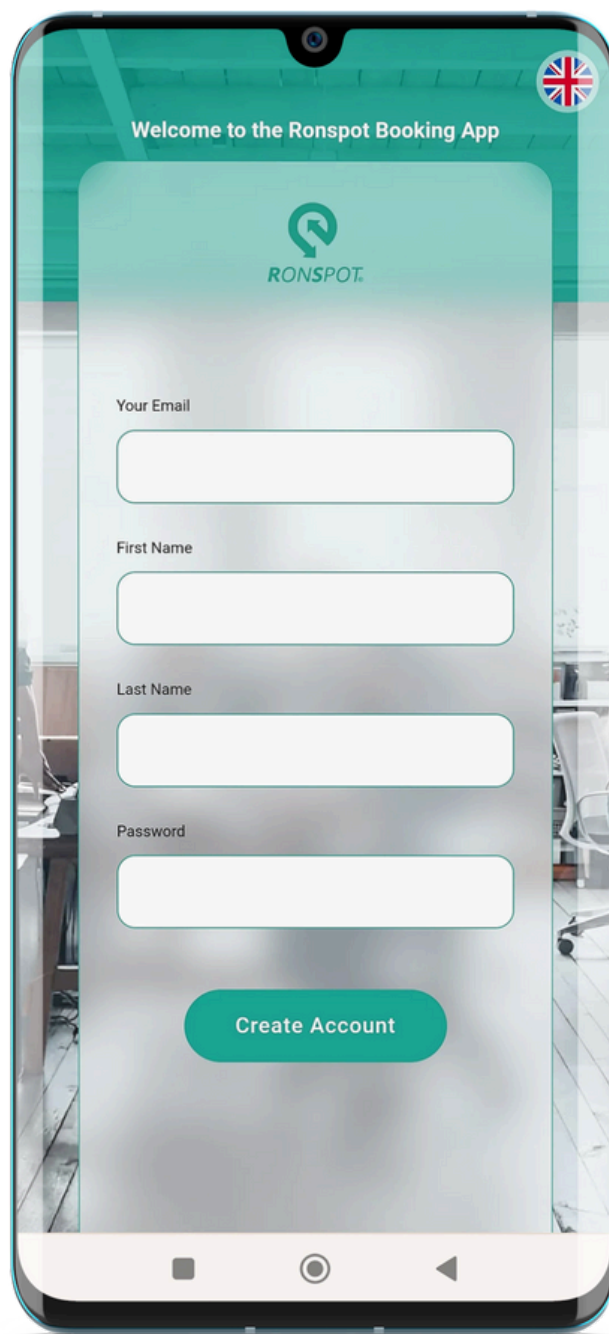 Welcome to the Ronspot Booking App
RONSPOT®
Your Email
First Name
Last Name
Password
Create Account